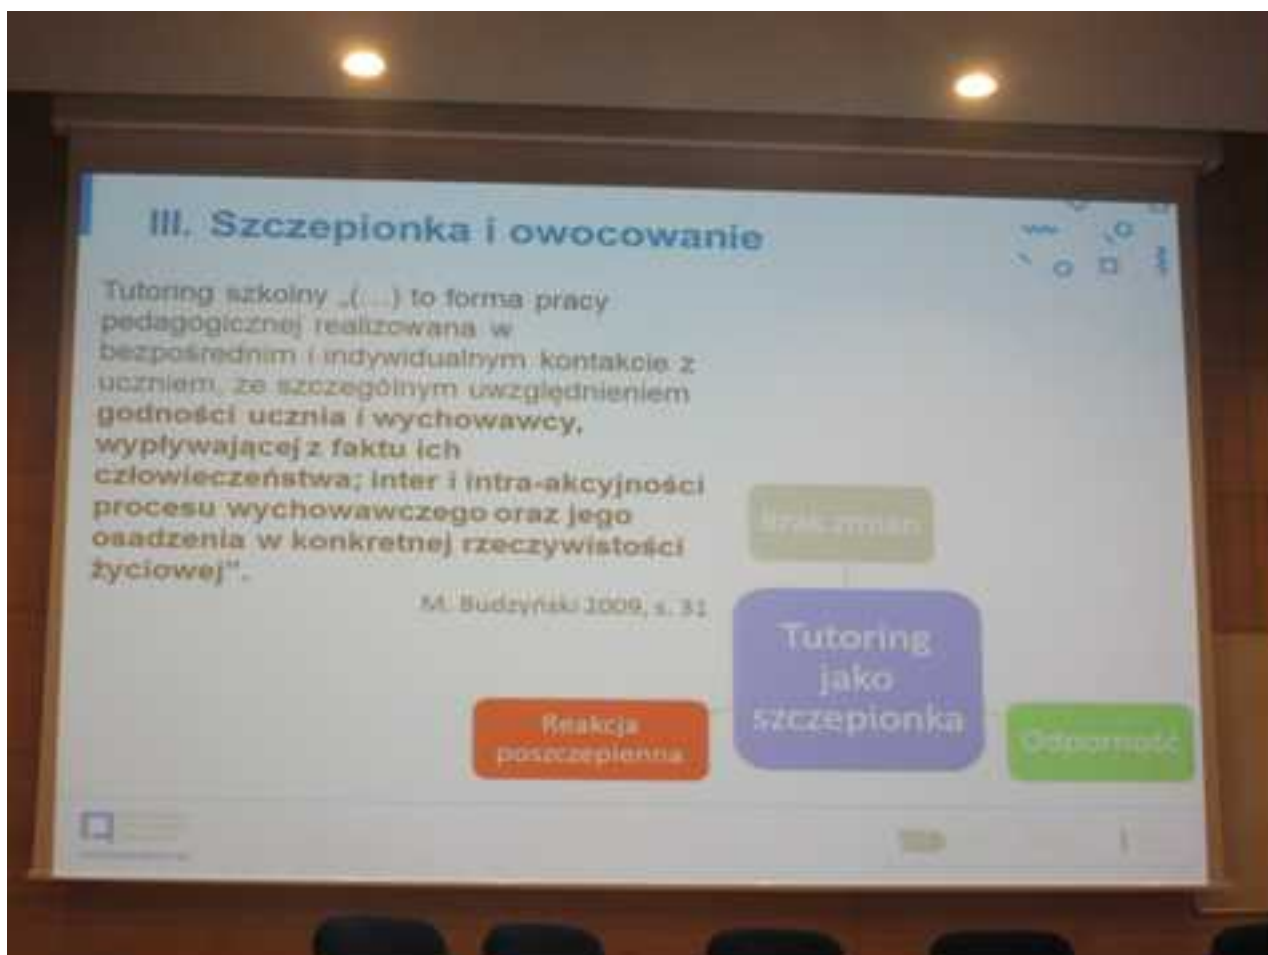 III. Szczepionka i owocowanie
Tutoring szkolny „(...) to forma pracy
pedagogicznej realizowana w
bezpośrednim i indywidualnym kontakcie z
uczniem, ze szczególnym uwzględnieniem
godności ucznia i wychowawcy,
wypływającej z faktu ich
człowieczeństwa; inter i intra-akcyjności
procesu wychowawczego oraz jego
osadzenia w konkretnej rzeczywistości
życiowej".
M. Budzyński 2009, s. 31
Brak zmian
Tutoring
jako
szczepionka
Reakcja
poszczepienna
Odporność